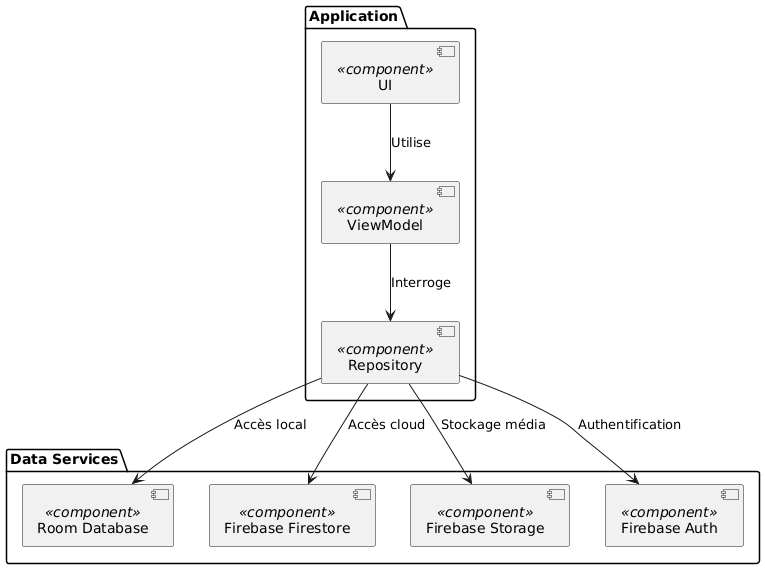 Application
«component»
UI
Utilise
«component»
ViewModel
Interroge
«component»
Repository
Accès local
Accès cloud
Stockage média
Authentification
Data Services
«component»
Room Database
«component»
Firebase Firestore
«component»
Firebase Storage
«component»
Firebase Auth